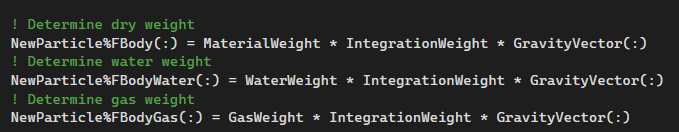 ! Determine dry weight
NewParticle%FBody(:) = MaterialWeight * IntegrationWeight * GravityVector(:)
! Determine water weight
NewParticle%FBodyWater(:) = WaterWeight * IntegrationWeight * GravityVector(:)
! Determine gas weight
NewParticle%FBodyGas(:) = GasWeight * IntegrationWeight * GravityVector(:)